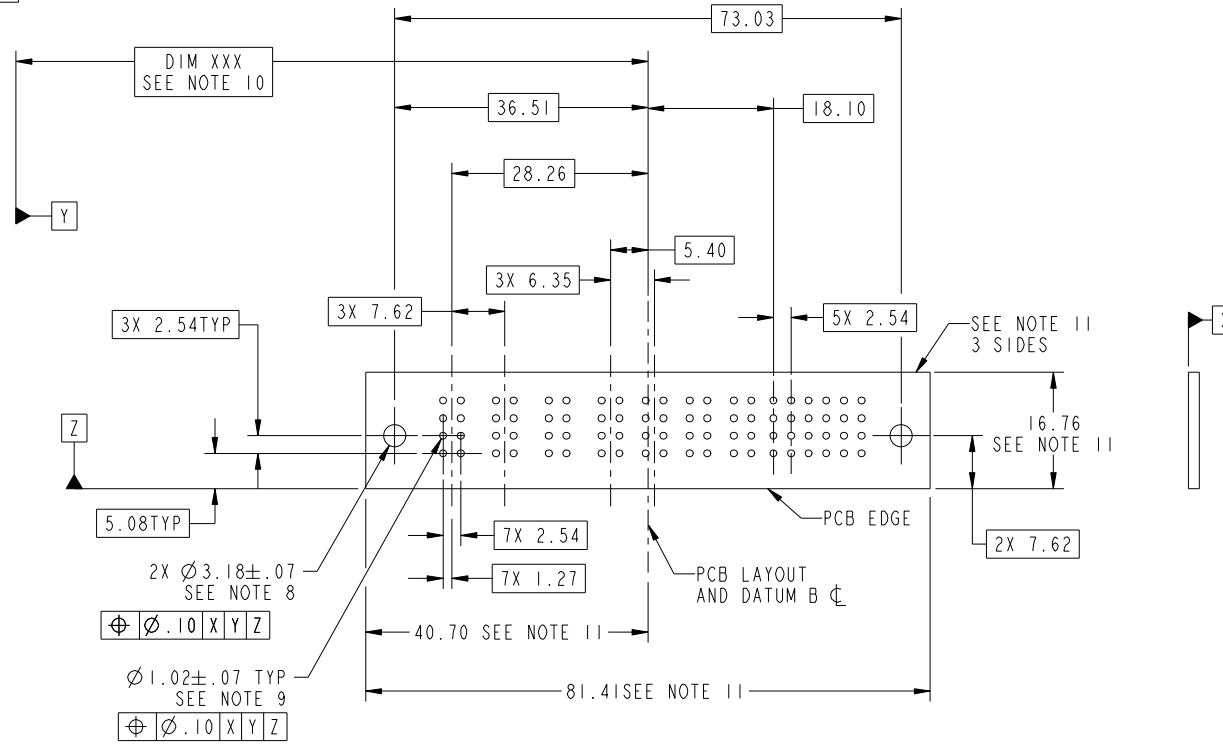 73.03
DIM XXX
SEE NOTE 10
36.51
18.10
28.26
Y
5.40
3X 6.35
3X 7.62
5X 2.54
3X 2.54TYP
SEE NOTE 11
3 SIDES
Z
16.76
SEE NOTE 11
5.08TYP
PCB EDGE
7X 2.54
2X 7.62
2X Ø3.18±.07
SEE NOTE 8
7X 1.27
PCB LAYOUT
AND DATUM B ℄
⌖ Ø.10 X Y Z
40.70 SEE NOTE 11
Ø1.02±.07 TYP
SEE NOTE 9
81.41SEE NOTE 11
⌖ Ø.10 X Y Z